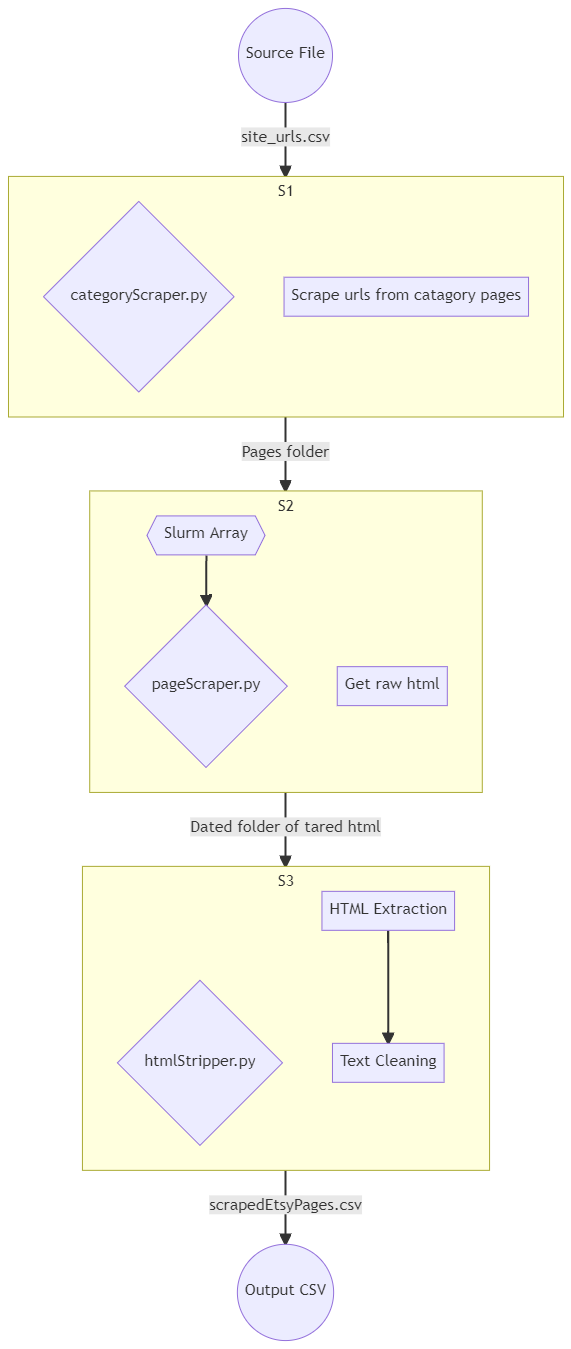 Source File
site_urls.csv
S1
categoryScraper.py
Scrape urls from catagory pages
Pages folder
S2
Slurm Array
pageScraper.py
Get raw html
Dated folder of tared html
S3
HTML Extraction
htmlStripper.py
Text Cleaning
scrapedEtsyPages.csv
Output CSV